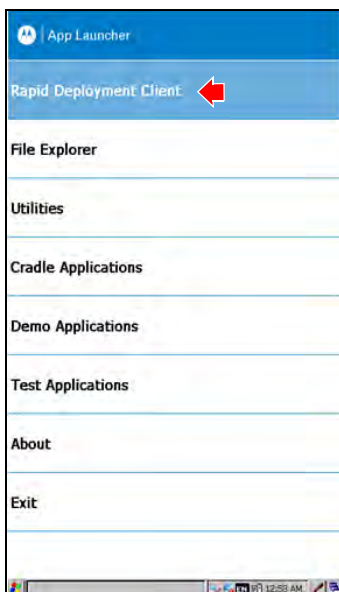 App Launcher
Rapid Deployment Client
File Explorer
Utilities
Cradle Applications
Demo Applications
Test Applications
About
Exit
EN 12:58 AM